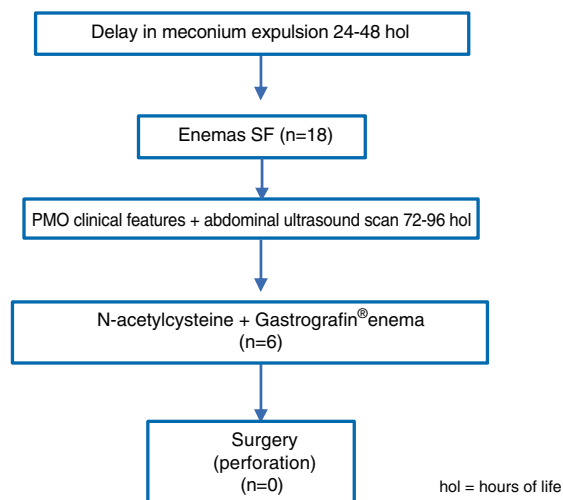 Delay in meconium expulsion 24-48 hol
Enemas SF (n=18)
PMO clinical features + abdominal ultrasound scan 72-96 hol
N-acetylcysteine + Gastrografin®enema
(n=6)
Surgery
(perforation)
(n=0)
hol = hours of life